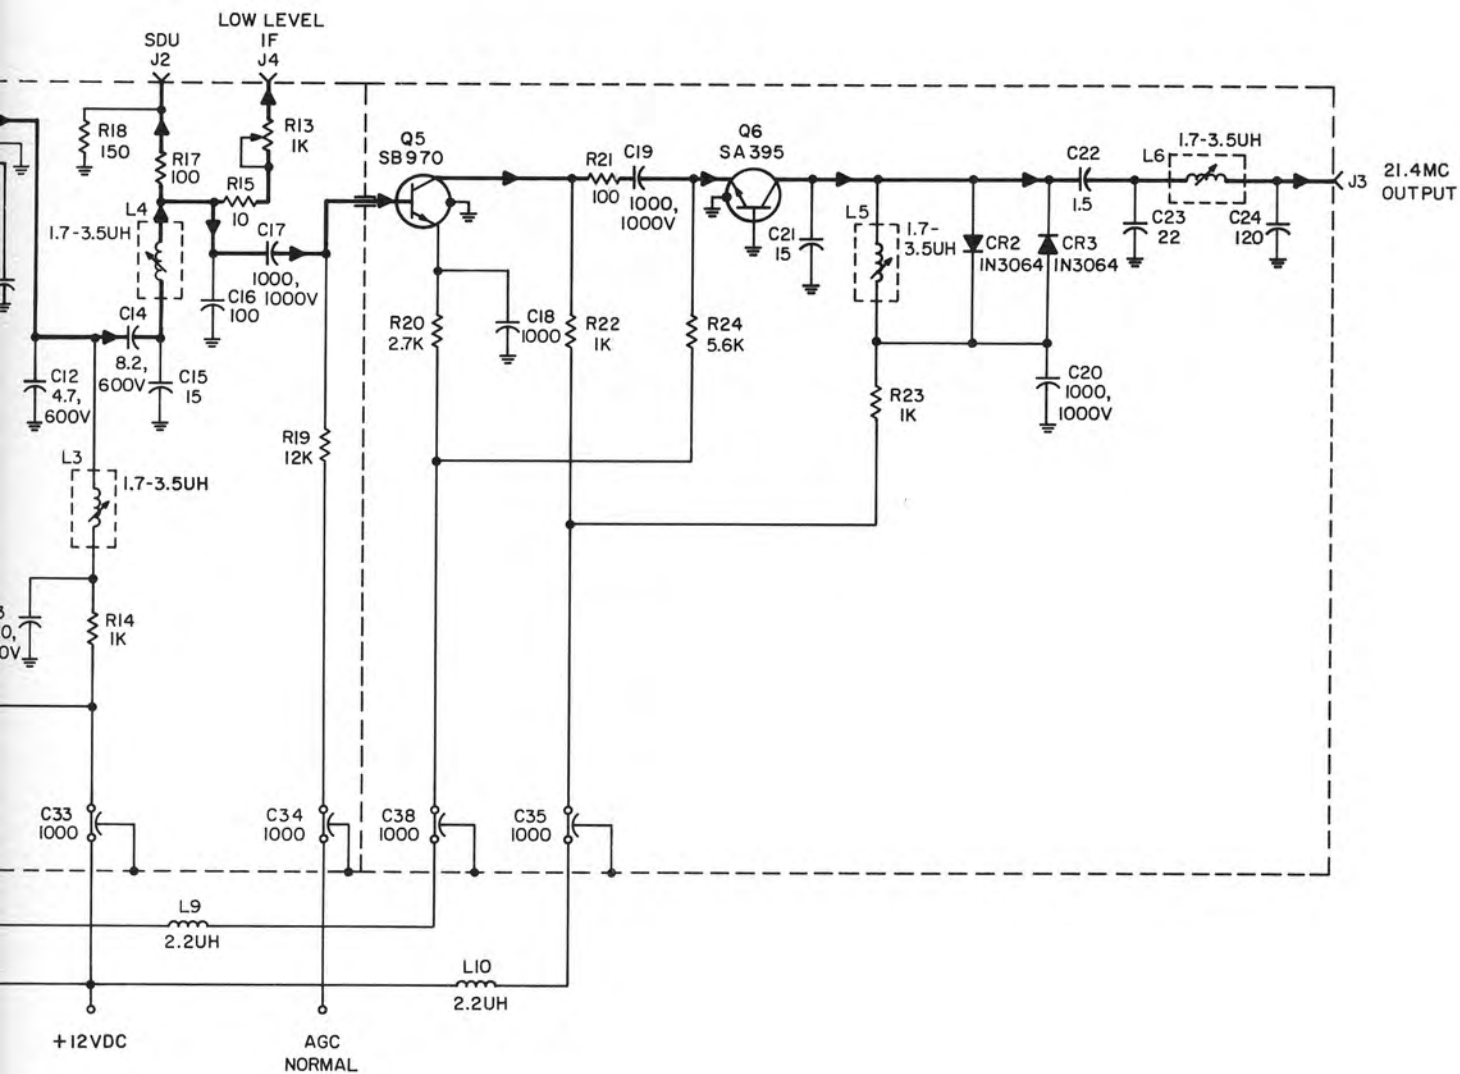 LOW LEVEL
IF
J4
SDU
J2
R18
150
R17
100
R13
1K
R15
10
L4
1.7-3.5UH
C17
1000,
1000V
C16
100
C14
8.2,
600V
C15
15
C12
4.7,
600V
L3
1.7-3.5UH
R14
1K
R19
12K
Q5
SB970
R20
2.7K
C18
1000
R21
100
C19
1000,
1000V
R22
1K
R24
5.6K
Q6
SA395
C21
15
L5
1.7-
3.5UH
CR2
IN3064
CR3
IN3064
C20
1000,
1000V
R23
1K
C22
1.5
1.7-3.5UH
L6
C23
22
C24
120
J3
21.4MC
OUTPUT
0,
0V
C33
1000
C34
1000
C38
1000
C35
1000
L9
2.2UH
L10
2.2UH
+12VDC
AGC
NORMAL